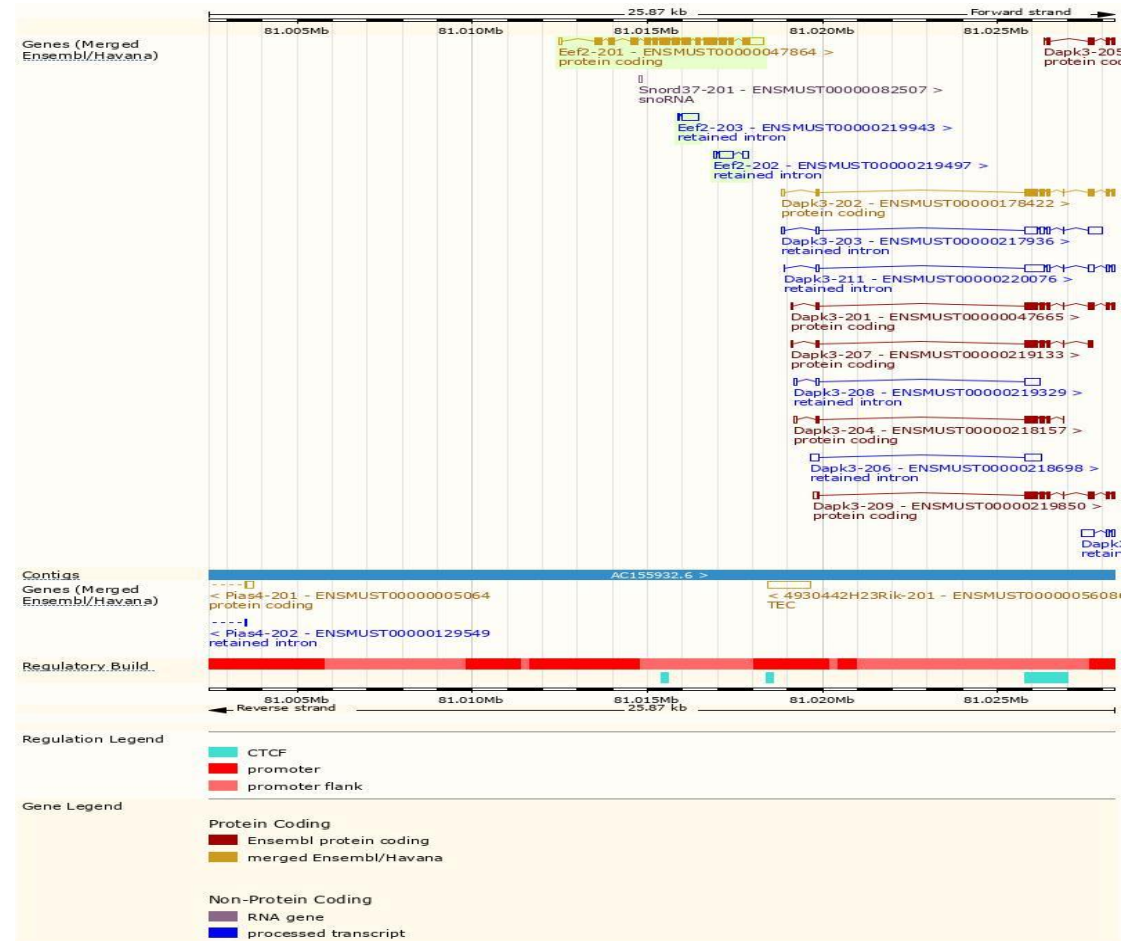 25.87 kb Forward strand
81.005Mb 81.010Mb 81.015Mb 81.020Mb 81.025Mb
Genes (Merged
Ensembl/Havana)
Eef2-201 - ENSMUST00000047864 >
protein coding
Dapk3-205
protein cod
Snord37-201 - ENSMUST00000082507 >
snoRNA
Eef2-203 - ENSMUST00000219943 >
retained intron
Eef2-202 - ENSMUST00000219497 >
retained intron
Dapk3-202 - ENSMUST00000178422 >
protein coding
Dapk3-203 - ENSMUST00000217936 >
retained intron
Dapk3-211 - ENSMUST00000220076 >
retained intron
Dapk3-201 - ENSMUST00000047665 >
protein coding
Dapk3-207 - ENSMUST00000219133 >
protein coding
Dapk3-208 - ENSMUST00000219329 >
retained intron
Dapk3-204 - ENSMUST00000218157 >
protein coding
Dapk3-206 - ENSMUST00000218698 >
retained intron
Dapk3-209 - ENSMUST00000219850 >
protein coding
Dapk3
retain
Contigs
AC155932.6 >
Genes (Merged
Ensembl/Havana)
< Pias4-201 - ENSMUST00000005064
protein coding
< 4930442H23Rik-201 - ENSMUST0000005608
TEC
< Pias4-202 - ENSMUST00000129549
retained intron
Regulatory Build
81.005Mb 81.010Mb 81.015Mb 81.020Mb 81.025Mb
Reverse strand 25.87 kb
Regulation Legend
CTCF
promoter
promoter flank
Gene Legend
Protein Coding
Ensembl protein coding
merged Ensembl/Havana
Non-Protein Coding
RNA gene
processed transcript